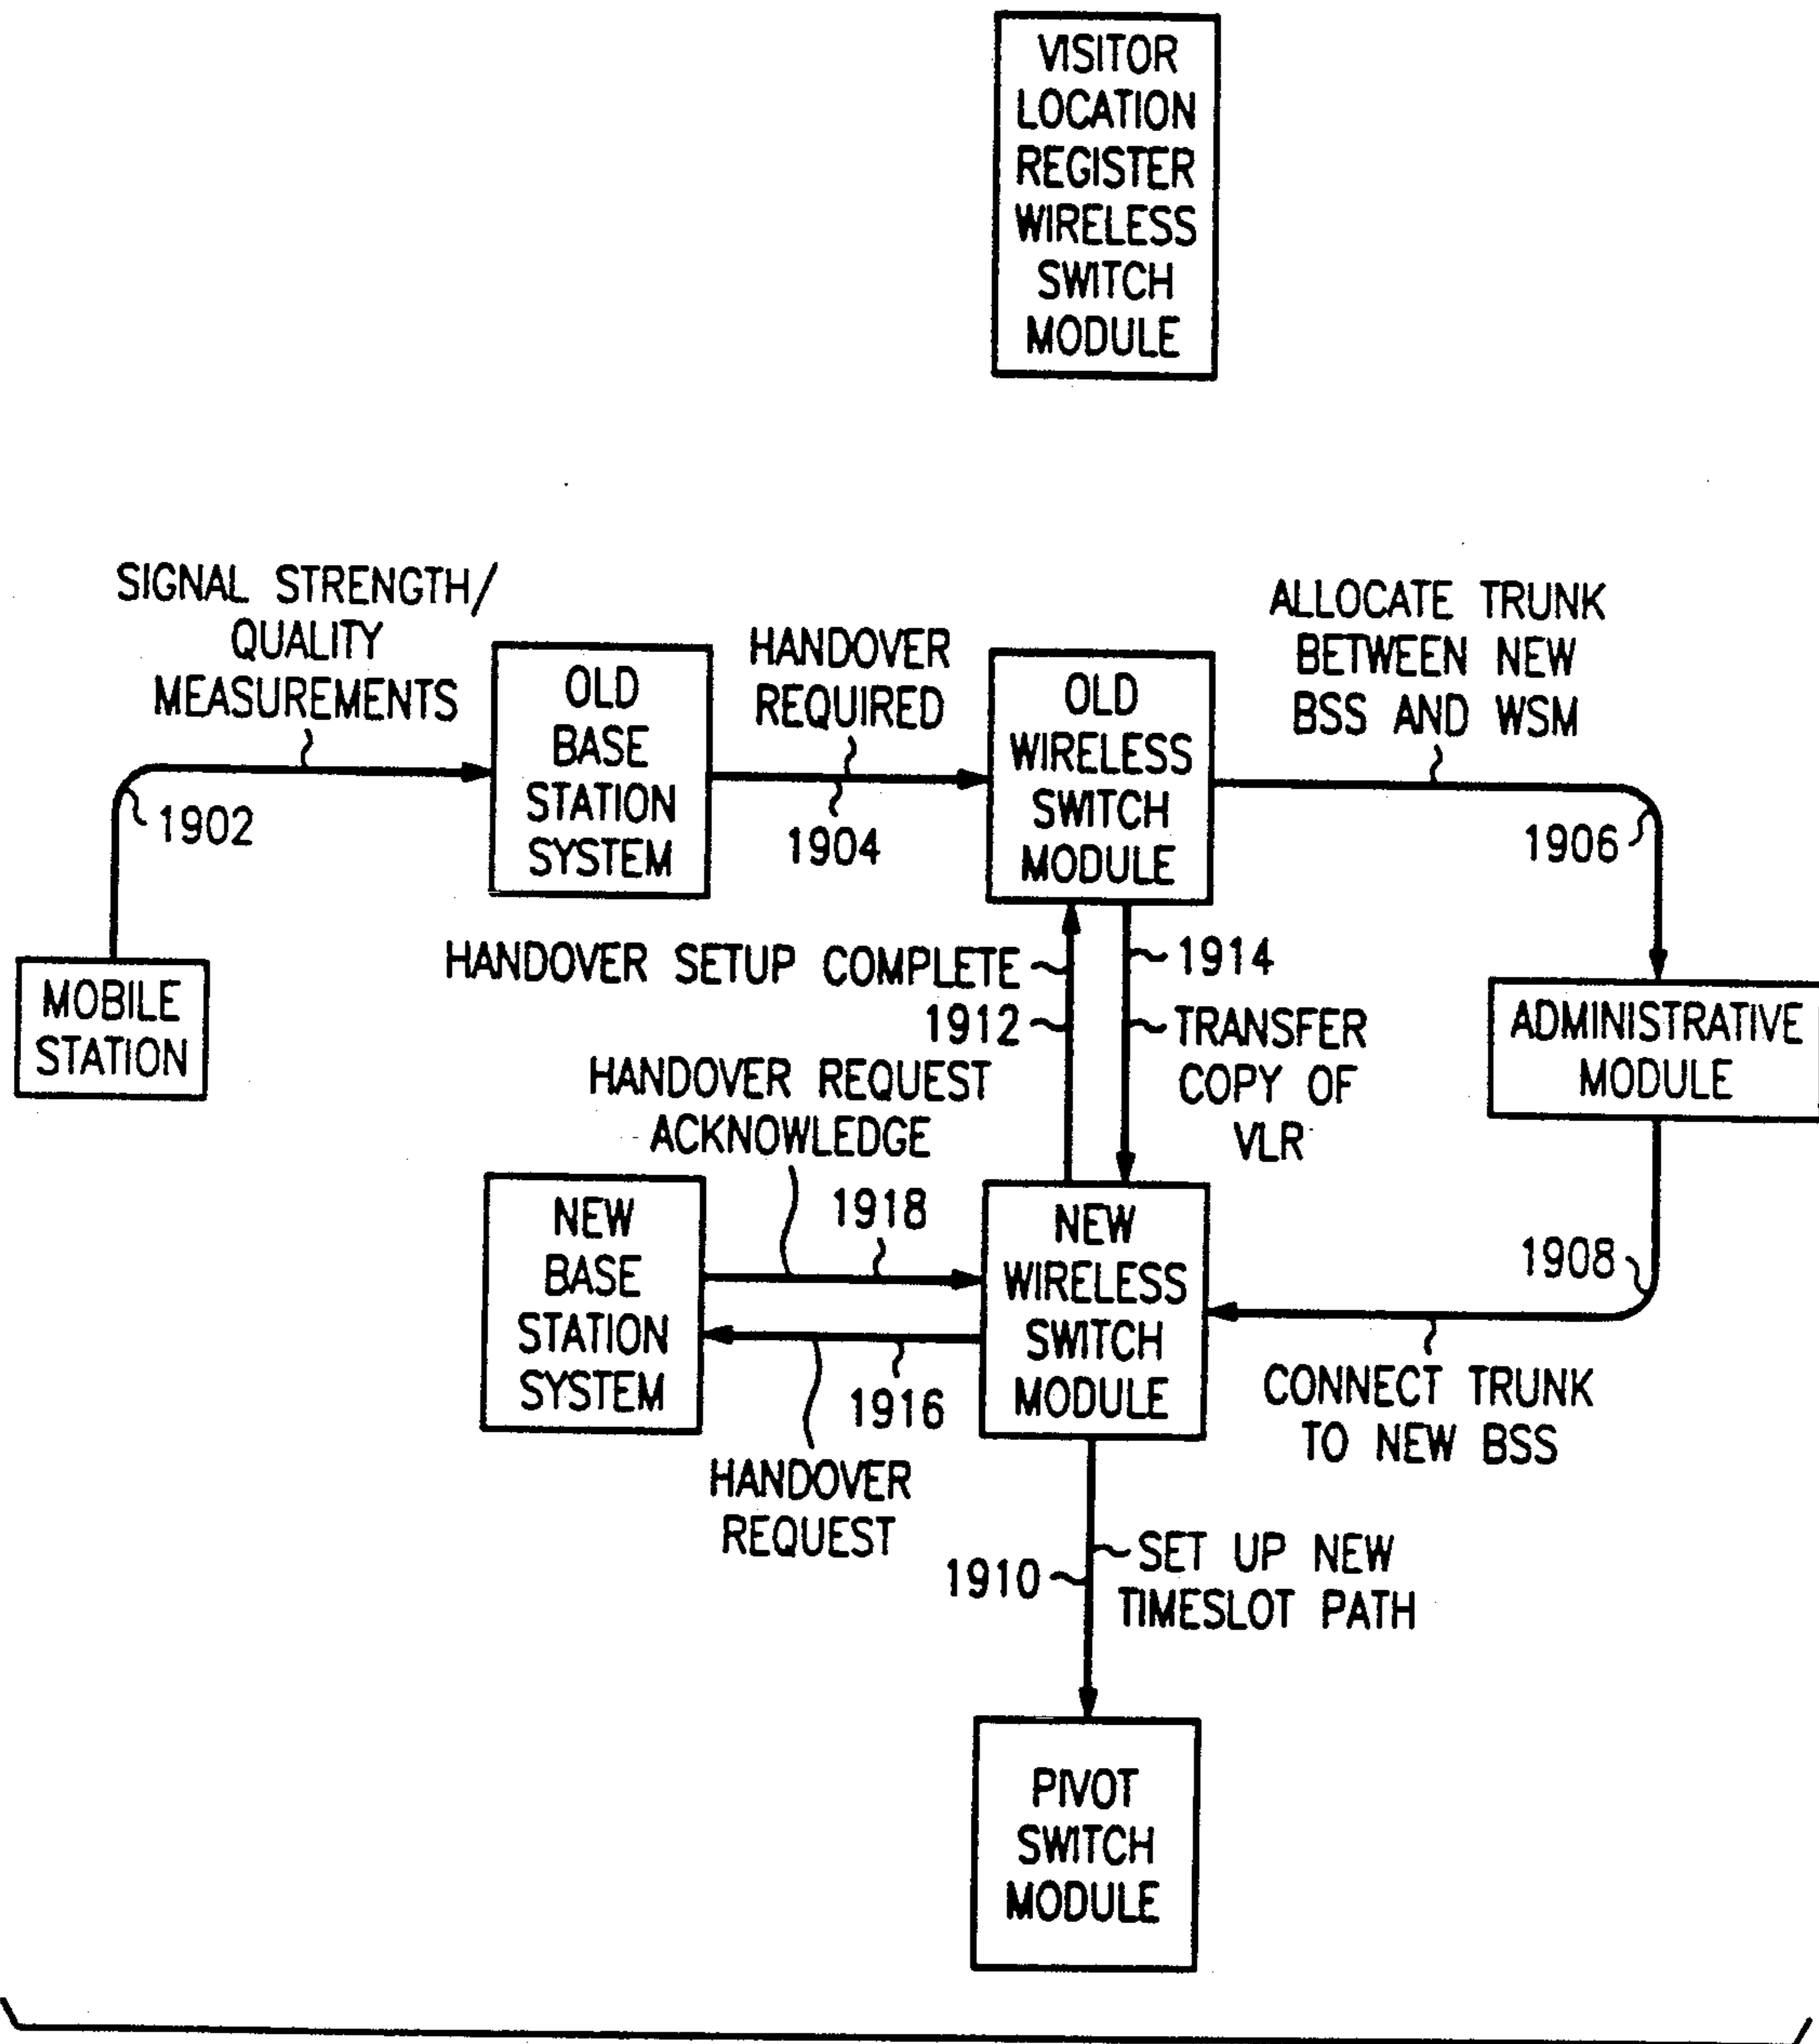 VISITOR
LOCATION
REGISTER
WIRELESS
SWITCH
MODULE
SIGNAL STRENGTH/
QUALITY
MEASUREMENTS
1902
OLD
BASE
STATION
SYSTEM
HANDOVER
REQUIRED
1904
OLD
WIRELESS
SWITCH
MODULE
ALLOCATE TRUNK
BETWEEN NEW
BSS AND WSM
1906
MOBILE
STATION
HANDOVER SETUP COMPLETE
1912
1914
TRANSFER
COPY OF
VLR
ADMINISTRATIVE
MODULE
HANDOVER REQUEST
ACKNOWLEDGE
1918
NEW
BASE
STATION
SYSTEM
NEW
WIRELESS
SWITCH
MODULE
1908
CONNECT TRUNK
TO NEW BSS
1916
HANDOVER
REQUEST
1910
SET UP NEW
TIMESLOT PATH
PIVOT
SWITCH
MODULE